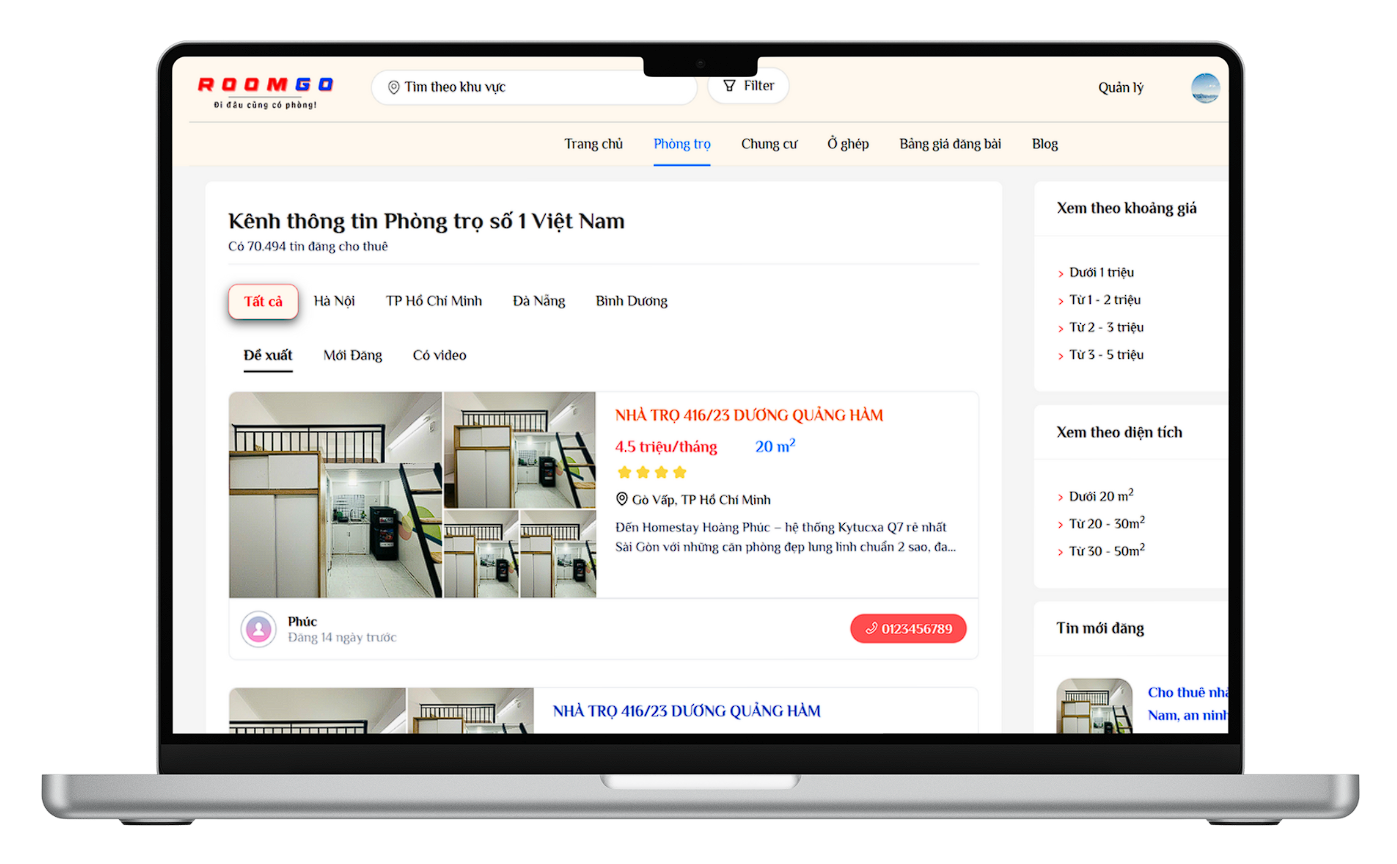 ROOMGO
Đi đâu cũng có phòng!
Tìm theo khu vực
Filter
Quản lý
Trang chủ
Phòng trọ
Chung cư
Ở ghép
Bảng giá đăng bài
Blog
Kênh thông tin Phòng trọ số 1 Việt Nam
Có 70.494 tin đăng cho thuê
Tất cả
Hà Nội
TP Hồ Chí Minh
Đà Nẵng
Bình Dương
Đề xuất
Mới Đăng
Có video
NHÀ TRỌ 416/23 DƯƠNG QUẢNG HÀM
4.5 triệu/tháng
20 m²
Gò Vấp, TP Hồ Chí Minh
Đến Homestay Hoàng Phúc – hệ thống Kytucxa Q7 rẻ nhất
Sài Gòn với những căn phòng đẹp lung linh chuẩn 2 sao, đa...
Phúc
Đăng 14 ngày trước
0123456789
NHÀ TRỌ 416/23 DƯƠNG QUẢNG HÀM
Xem theo khoảng giá
Dưới 1 triệu
Từ 1 - 2 triệu
Từ 2 - 3 triệu
Từ 3 - 5 triệu
Xem theo diện tích
Dưới 20 m²
Từ 20 - 30m²
Từ 30 - 50m²
Tin mới đăng
Cho thuê nhà
Nam, an ninh